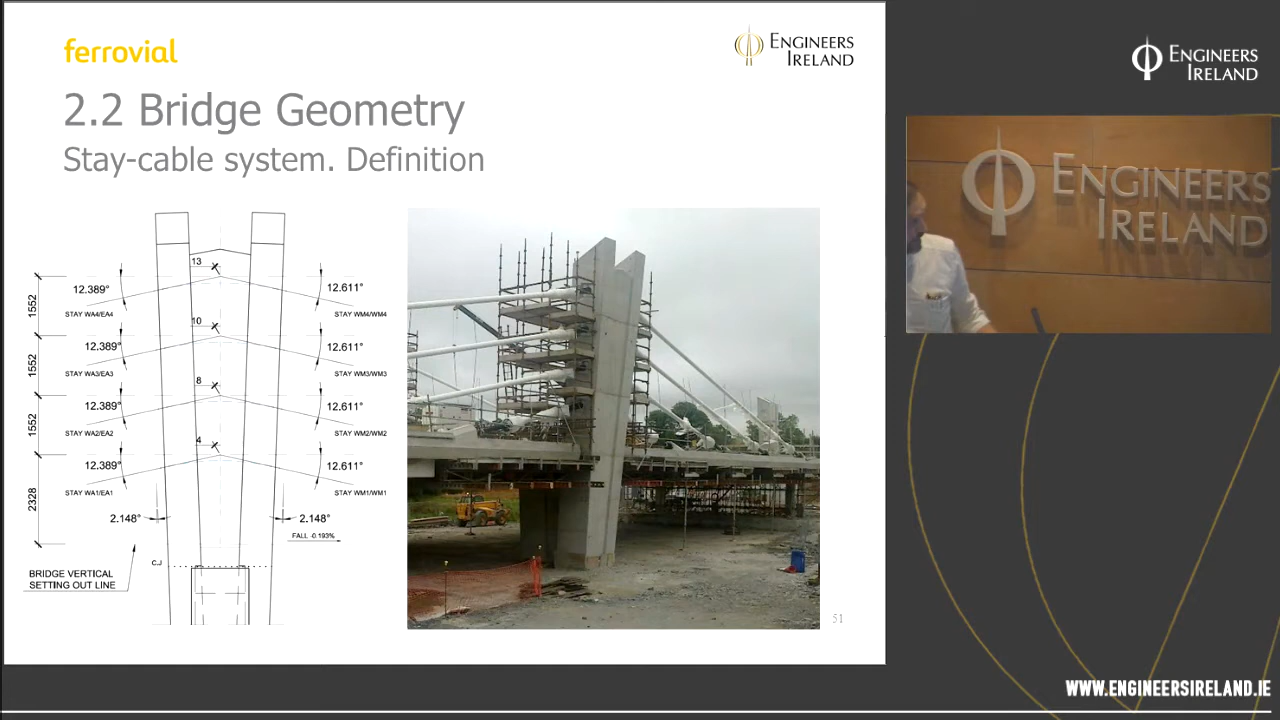 ferrovial
ENGINEERS
IRELAND
2.2 Bridge Geometry
Stay-cable system. Definition
13
12.389°
12.611°
1552
STAY WA4/EA4
STAY WM4/WM4
10
12.389°
12.611°
1552
STAY WA3/EA3
STAY WM3/WM3
8
12.389°
12.611°
1552
STAY WA2/EA2
STAY WM2/WM2
4
12.389°
12.611°
STAY WA1/EA1
STAY WM1/WM1
2328
2.148°
2.148°
FALL -0.193%
C.J
BRIDGE VERTICAL
SETTING OUT LINE
51
ENGINEERS
IRELAND
ENGINEERS
IRELAND
WWW.ENGINEERSIRELAND.IE